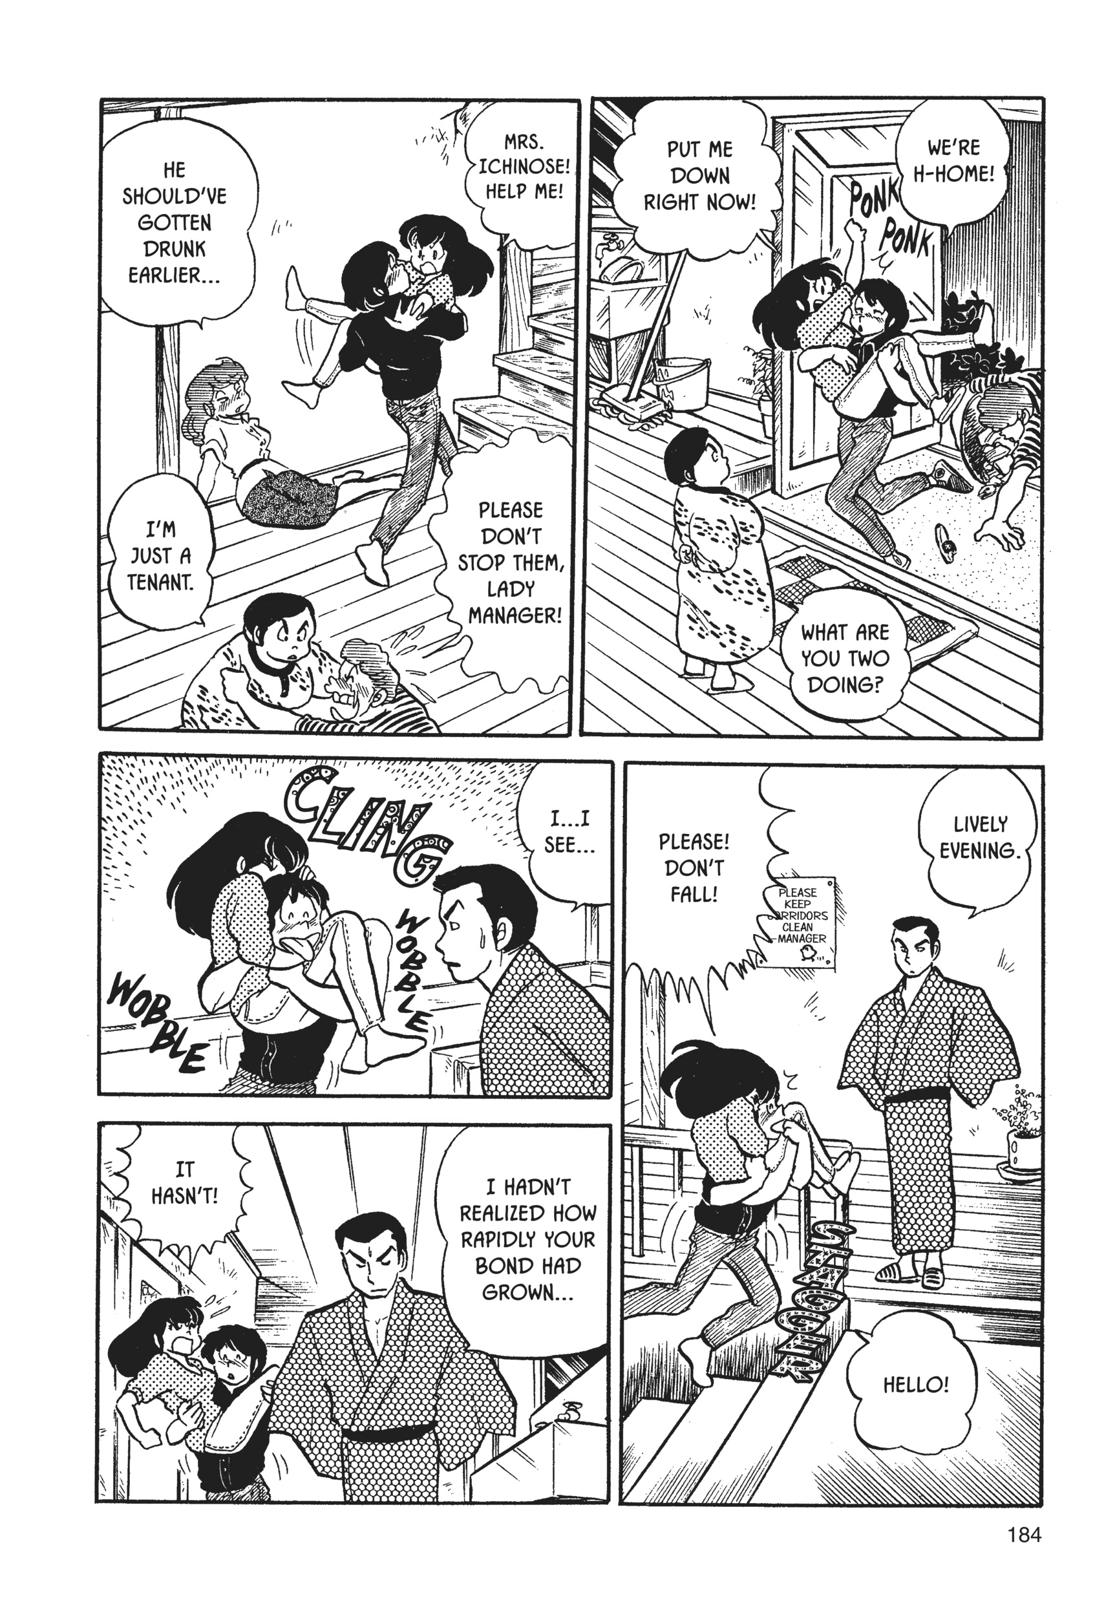 PUT ME
DOWN
RIGHT NOW!
WE'RE
H-HOME!
PONK
PONK
WHAT ARE
YOU TWO
DOING?
MRS.
ICHINOSE!
HELP ME!
HE
SHOULD'VE
GOTTEN
DRUNK
EARLIER...
PLEASE
DON'T
STOP THEM,
LADY
MANAGER!
I'M
JUST A
TENANT.
LIVELY
EVENING.
PLEASE!
DON'T
FALL!
PLEASE
KEEP
ORRIDORS
CLEAN
-MANAGER
STAGGER
HELLO!
I...I
SEE...
CLING
WOBBLE
WOBBLE
I HADN'T
REALIZED HOW
RAPIDLY YOUR
BOND HAD
GROWN...
IT
HASN'T!
184